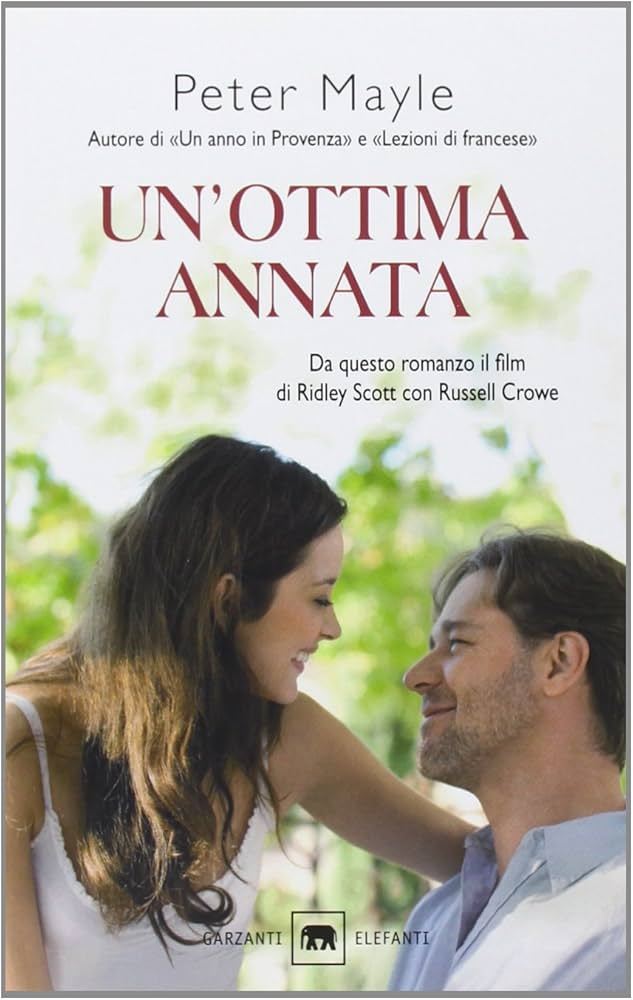 Peter Mayle
Autore di «Un anno in Provenza» e «Lezioni di francese»
UN'OTTIMA
ANNATA
Da questo romanzo il film
di Ridley Scott con Russell Crowe
GARZANTI ELEFANTI